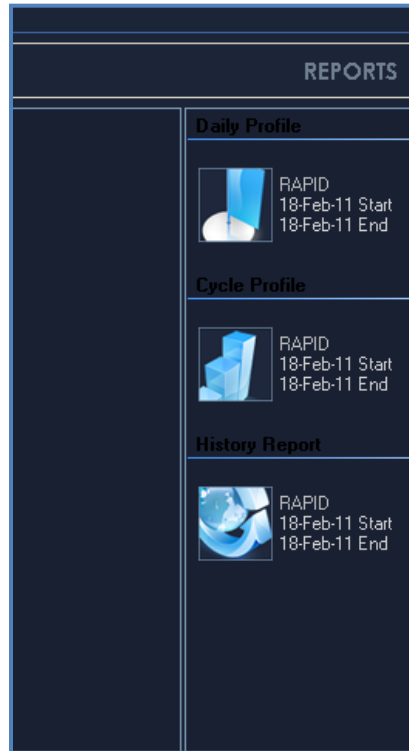 REPORTS
Daily Profile
RAPID
18-Feb-11 Start
18-Feb-11 End
Cycle Profile
RAPID
18-Feb-11 Start
18-Feb-11 End
History Report
RAPID
18-Feb-11 Start
18-Feb-11 End